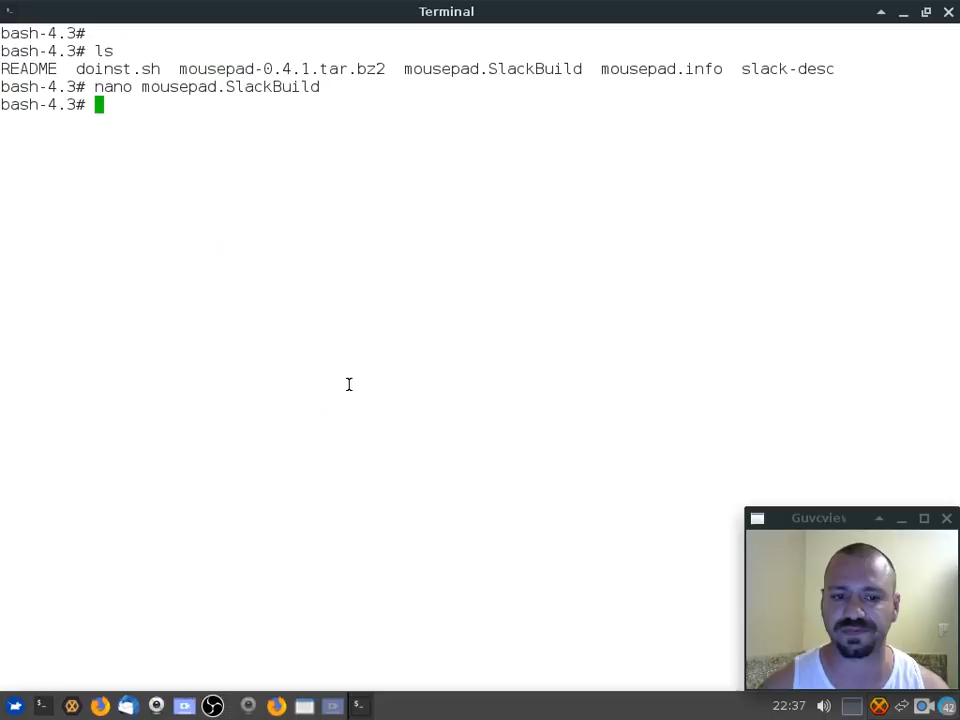 Terminal
bash-4.3#
bash-4.3# ls
README  doinst.sh  mousepad-0.4.1.tar.bz2  mousepad.SlackBuild  mousepad.info  slack-desc
bash-4.3# nano mousepad.SlackBuild
bash-4.3#
Guvcview
22:37
42